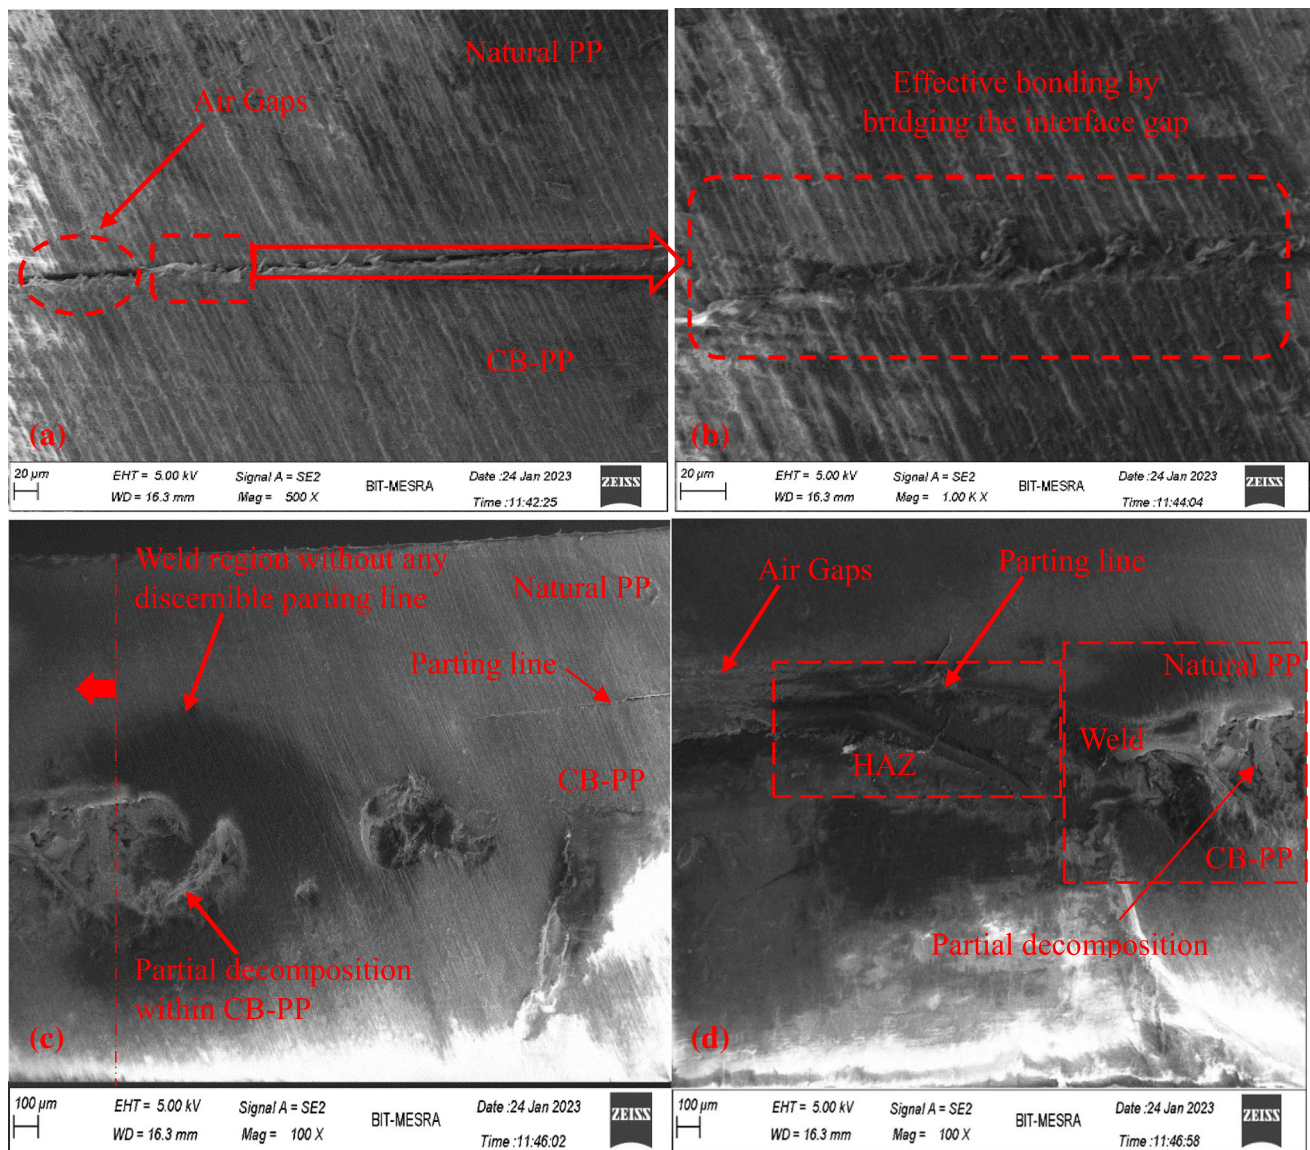 Natural PP
Air Gaps
CB-PP
(a)
20 µm
EHT = 5.00 kV
Signal A = SE2
Date :24 Jan 2023
WD = 16.3 mm
Mag = 500 X
BIT-MESRA
Time :11:42:25
ZEISS
Effective bonding by
bridging the interface gap
(b)
20 µm
EHT = 5.00 kV
Signal A = SE2
Date :24 Jan 2023
WD = 16.3 mm
Mag = 1.00 K X
BIT-MESRA
Time :11:44:04
ZEISS
Weld region without any
discernible parting line
Natural PP
Parting line
CB-PP
Partial decomposition
within CB-PP
(c)
100 µm
EHT = 5.00 kV
Signal A = SE2
Date :24 Jan 2023
WD = 16.3 mm
Mag = 100 X
BIT-MESRA
Time :11:46:02
ZEISS
Air Gaps
Parting line
Natural PP
Weld
HAZ
CB-PP
Partial decomposition
(d)
100 µm
EHT = 5.00 kV
Signal A = SE2
Date :24 Jan 2023
WD = 16.3 mm
Mag = 100 X
BIT-MESRA
Time :11:46:58
ZEISS